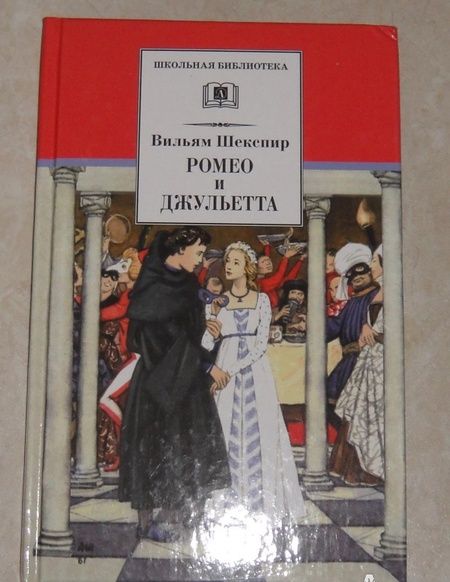 ШКОЛЬНАЯ БИБЛИОТЕКА
Вильям Шекспир
РОМЕО
и
ДЖУЛЬЕТТА